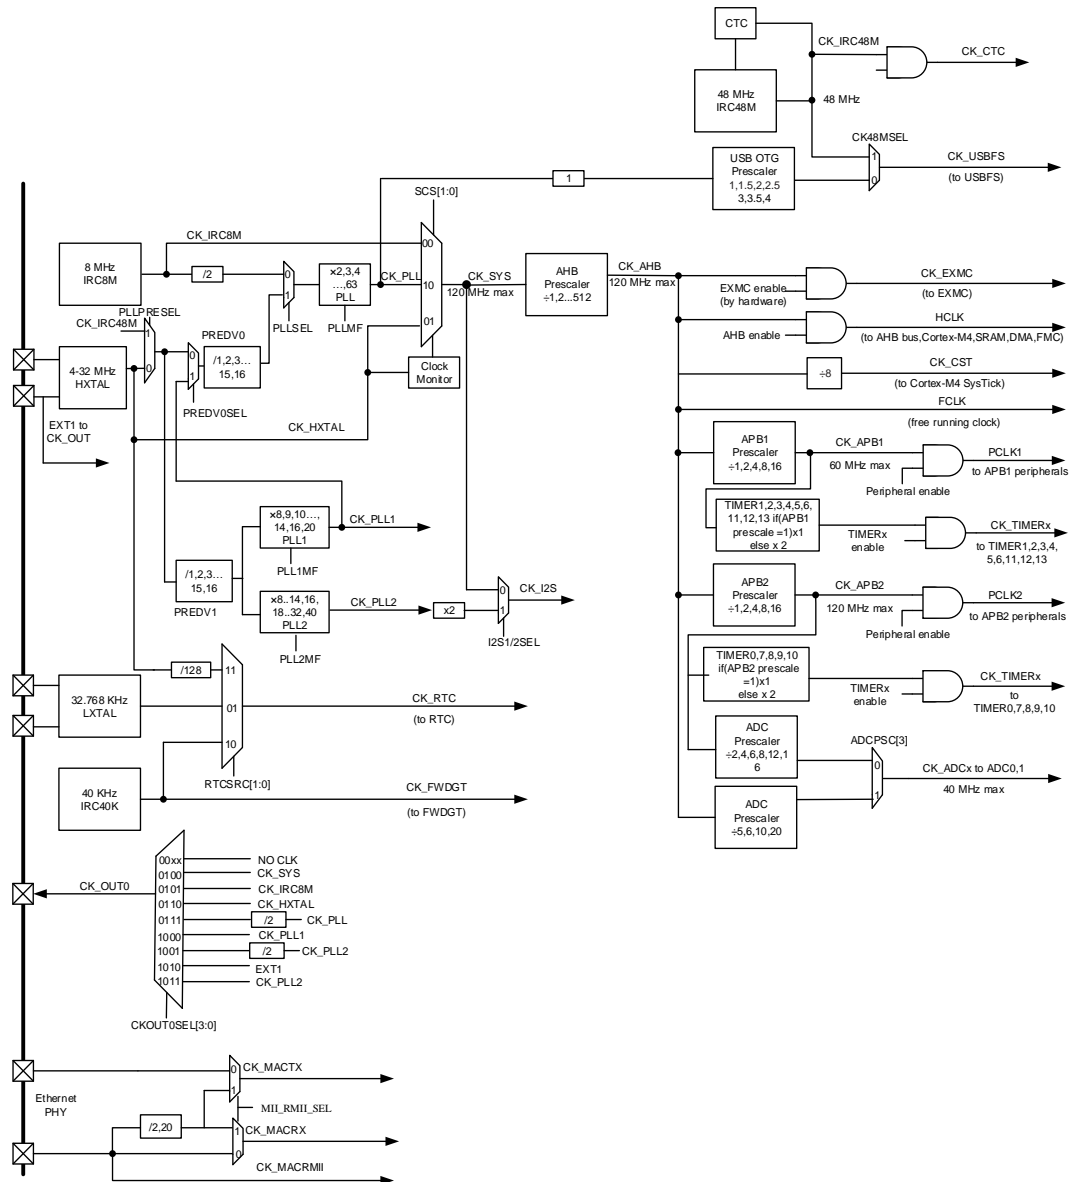 CTC
CK_IRC48M
CK_CTC
48 MHz
IRC48M
48 MHz
CK48MSEL
USB OTG
Prescaler
1,1.5,2,2.5
3,3.5,4
1
0
CK_USBFS
(to USBFS)
1
SCS[1:0]
CK_IRC8M
8 MHz
IRC8M
/2
0
1
PLLSEL
×2,3,4
…,63
PLL
PLLMF
CK_PLL
00
10
01
CK_SYS
120 MHz max
AHB
Prescaler
÷1,2...512
CK_AHB
120 MHz max
EXMC enable
(by hardware)
CK_EXMC
(to EXMC)
AHB enable
HCLK
(to AHB bus,Cortex-M4,SRAM,DMA,FMC)
÷8
CK_CST
(to Cortex-M4 SysTick)
FCLK
(free running clock)
PLLPRESEL
CK_IRC48M
1
0
4-32 MHz
HXTAL
PREDV0
0
1
/1,2,3…
15,16
PREDV0SEL
Clock
Monitor
EXT1 to
CK_OUT
CK_HXTAL
APB1
Prescaler
÷1,2,4,8,16
CK_APB1
60 MHz max
Peripheral enable
PCLK1
to APB1 peripherals
TIMER1,2,3,4,5,6,
11,12,13 if(APB1
prescale =1)x1
else x 2
TIMERx
enable
CK_TIMERx
to TIMER1,2,3,4,
5,6,11,12,13
×8,9,10…,
14,16,20
PLL1
PLL1MF
CK_PLL1
/1,2,3…
15,16
PREDV1
×8..14,16,
18..32,40
PLL2
PLL2MF
CK_PLL2
x2
0
1
I2S1/2SEL
CK_I2S
APB2
Prescaler
÷1,2,4,8,16
CK_APB2
120 MHz max
Peripheral enable
PCLK2
to APB2 peripherals
TIMER0,7,8,9,10
if(APB2 prescale
=1)x1
else x 2
TIMERx
enable
CK_TIMERx
to
TIMER0,7,8,9,10
/128
11
01
10
32.768 KHz
LXTAL
CK_RTC
(to RTC)
RTCSRC[1:0]
40 KHz
IRC40K
CK_FWDGT
(to FWDGT)
ADC
Prescaler
÷2,4,6,8,12,1
6
ADCPSC[3]
0
1
CK_ADCx to ADC0,1
40 MHz max
ADC
Prescaler
÷5,6,10,20
CK_OUT0
00xx
NO CLK
0100
CK_SYS
0101
CK_IRC8M
0110
CK_HXTAL
0111
/2
CK_PLL
1000
CK_PLL1
1001
/2
CK_PLL2
1010
EXT1
1011
CK_PLL2
CKOUT0SEL[3:0]
0
1
CK_MACTX
Ethernet
PHY
MII_RMII_SEL
/2,20
1
0
CK_MACRX
CK_MACRMII